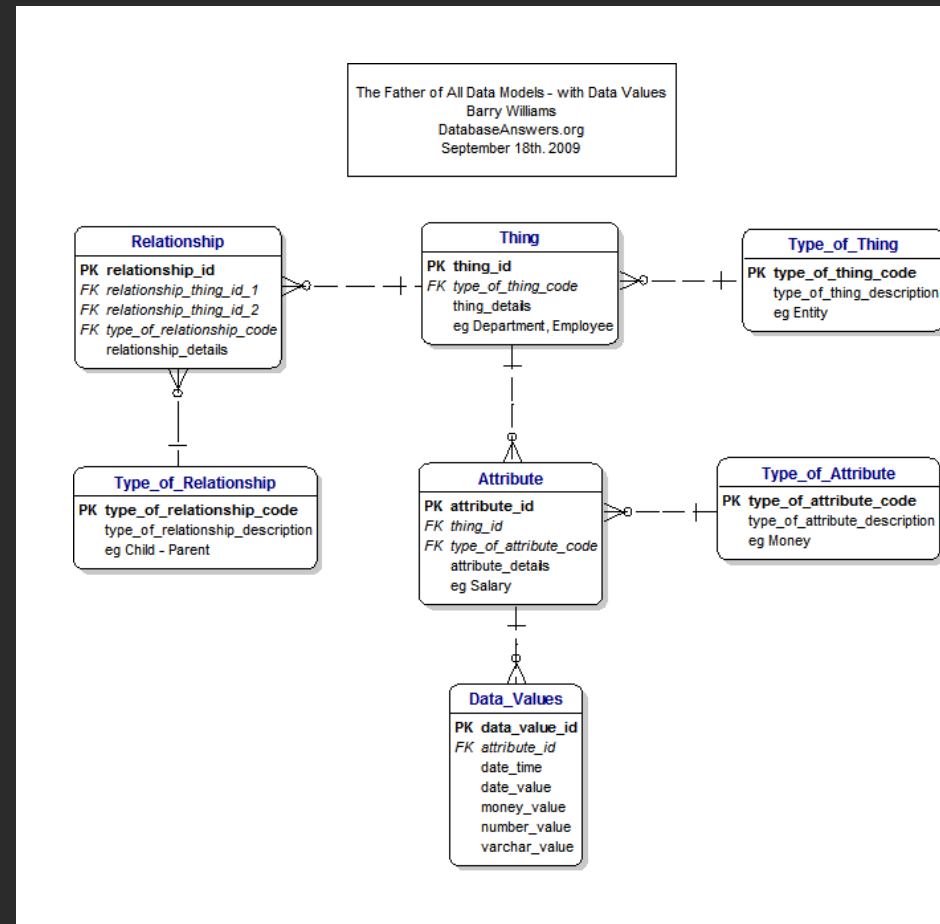 The Father of All Data Models - with Data Values
Barry Williams
DatabaseAnswers.org
September 18th. 2009
Relationship
PK relationship_id
FK relationship_thing_id_1
FK relationship_thing_id_2
FK type_of_relationship_code
relationship_details
Thing
PK thing_id
FK type_of_thing_code
thing_details
eg Department, Employee
Type_of_Thing
PK type_of_thing_code
type_of_thing_description
eg Entity
Type_of_Relationship
PK type_of_relationship_code
type_of_relationship_description
eg Child - Parent
Attribute
PK attribute_id
FK thing_id
FK type_of_attribute_code
attribute_details
eg Salary
Type_of_Attribute
PK type_of_attribute_code
type_of_attribute_description
eg Money
Data_Values
PK data_value_id
FK attribute_id
date_time
date_value
money_value
number_value
varchar_value